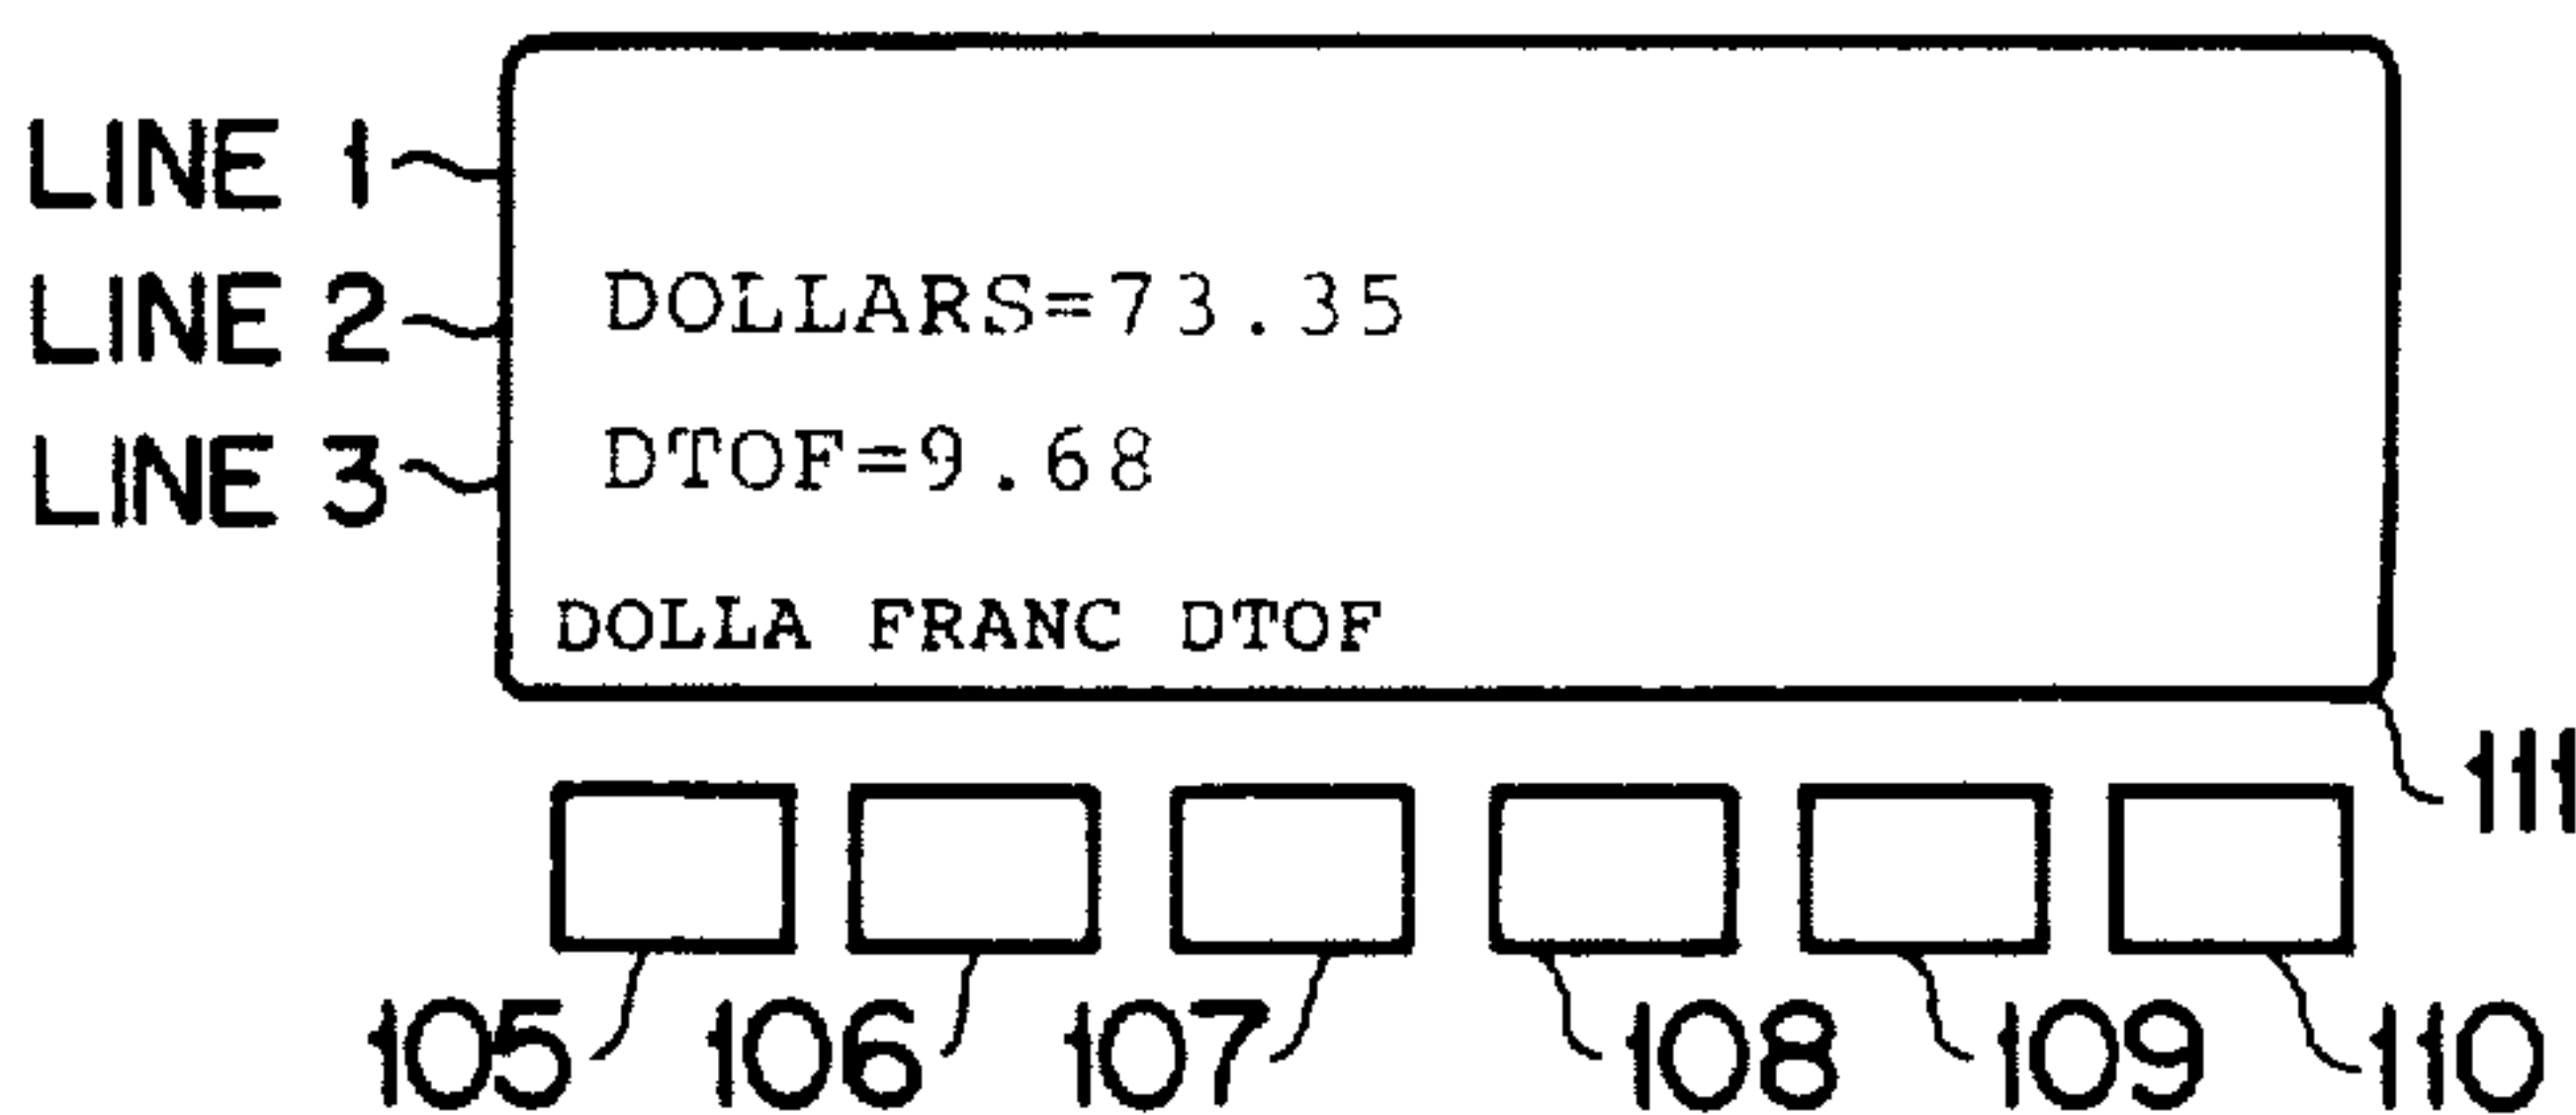 LINE 1
LINE 2 DOLLARS=73.35
LINE 3 DTOF=9.68
DOLLA FRANC DTOF
111
105 106 107 108 109 110